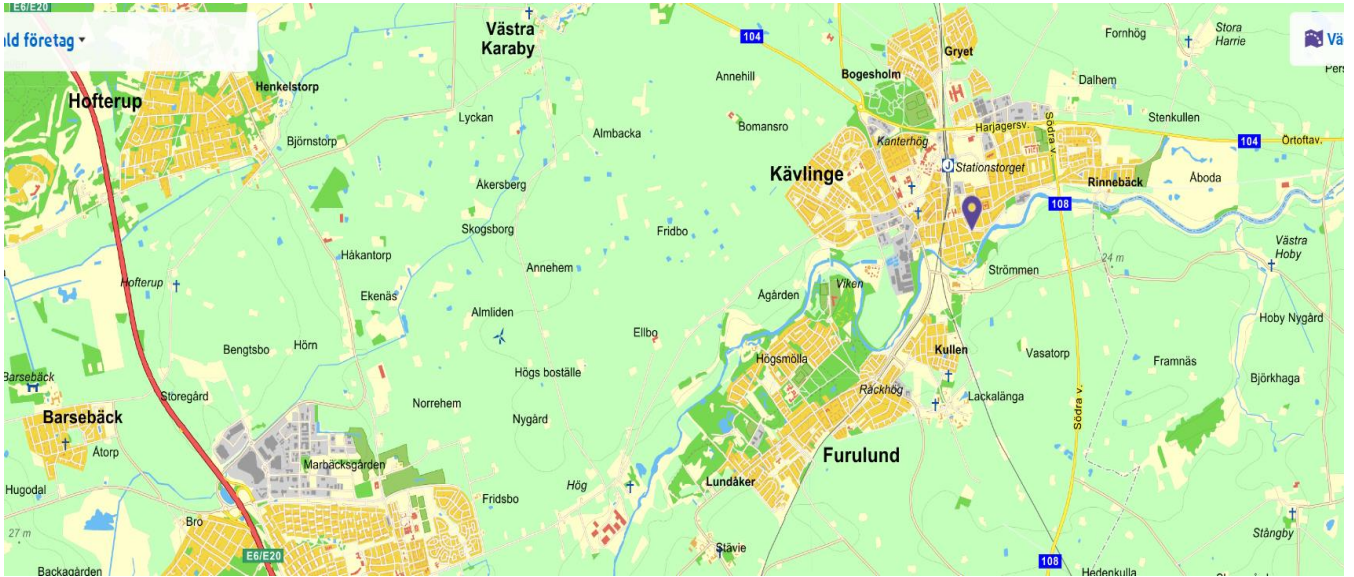 E6/E20
ld företag
Vä
Västra
Karaby
104
Gryet
Fornhög
Stora
Harrie
Hofterup
Henkelstorp
Annehill
Bogesholm
Dalhem
Lyckan
Bomansro
Stenkullen
Björnstorp
Almbacka
Kanterhög
Harjagersv.
Södra v.
104
Örtoftav.
Åkersberg
Kävlinge
Stationstorget
Rinnebäck
Åboda
108
Skogsborg
Fridbo
Håkantorp
Västra
Hoby
Hofterup
Annehem
Strömmen
24 m
Ekenäs
Ågården
Viken
Almliden
Hoby Nygård
Ellbo
Bengtsbo
Hörn
Högsmölla
Kullen
Vasatorp
Framnäs
Barsebäck
Högs boställe
Björkhaga
Storegård
Norrehem
Räckhög
Lackalänga
Barsebäck
Nygård
Södra v.
Åtorp
Marbäcksgården
Furulund
Hugodal
Fridsbo
Hög
Lundåker
Bro
27 m
Stångby
E6/E20
Stävie
108
Backagården
Hedenkulla